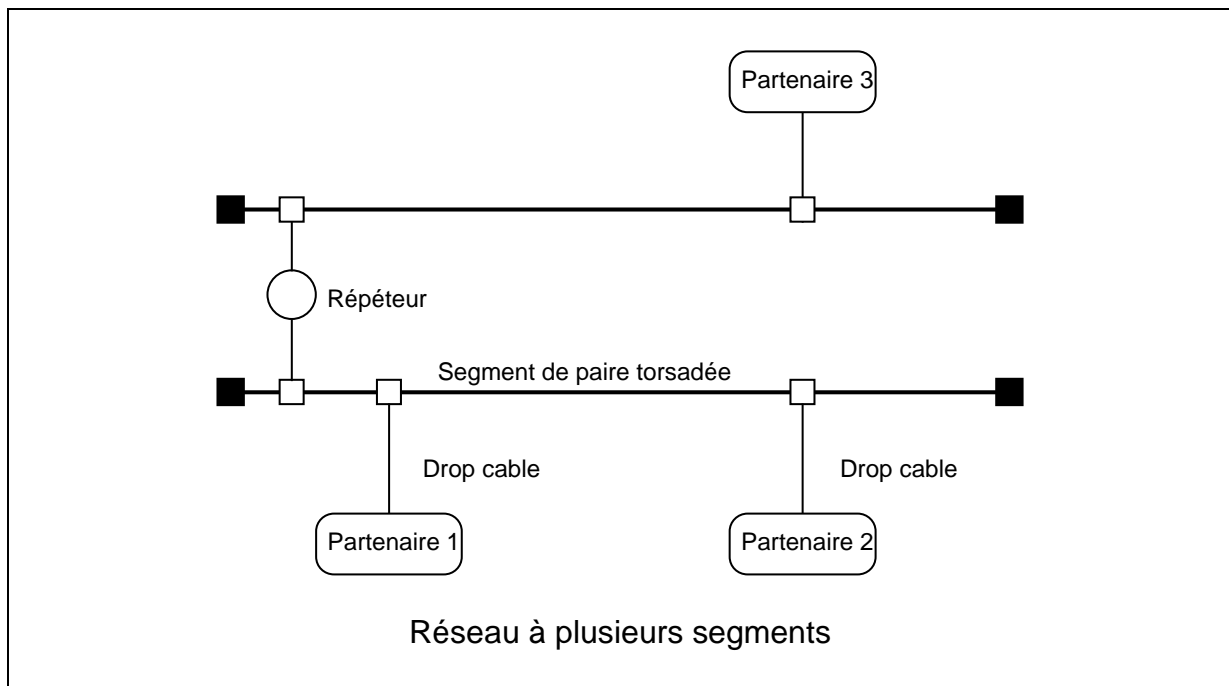 Partenaire 3
Répéteur
Segment de paire torsadée
Drop cable
Drop cable
Partenaire 1
Partenaire 2
Réseau à plusieurs segments